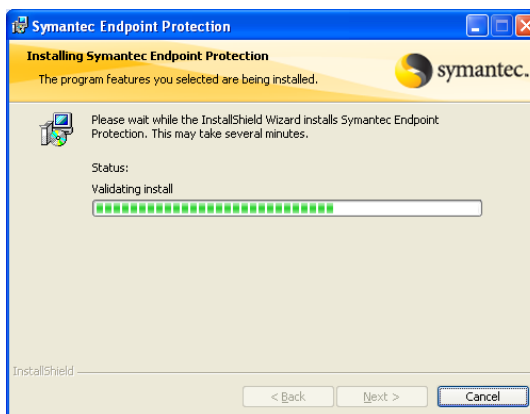 Symantec Endpoint Protection
Installing Symantec Endpoint Protection
The program features you selected are being installed.
symantec.
Please wait while the InstallShield Wizard installs Symantec Endpoint
Protection. This may take several minutes.
Status:
Validating install
InstallShield
< Back
Next >
Cancel